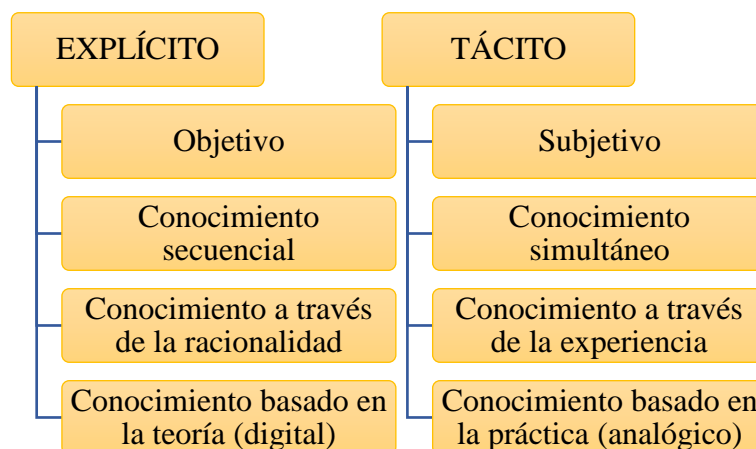 EXPLÍCITO
Objetivo
Conocimiento
secuencial
Conocimiento a través
de la racionalidad
Conocimiento basado en
la teoría (digital)
TÁCITO
Subjetivo
Conocimiento
simultáneo
Conocimiento a través
de la experiencia
Conocimiento basado en
la práctica (analógico)